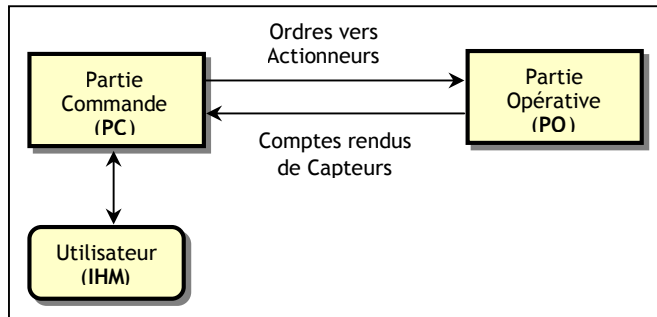 Ordres vers
Actionneurs
Partie
Commande
(PC)
Partie
Opérative
(PO)
Comptes rendus
de Capteurs
Utilisateur
(IHM)